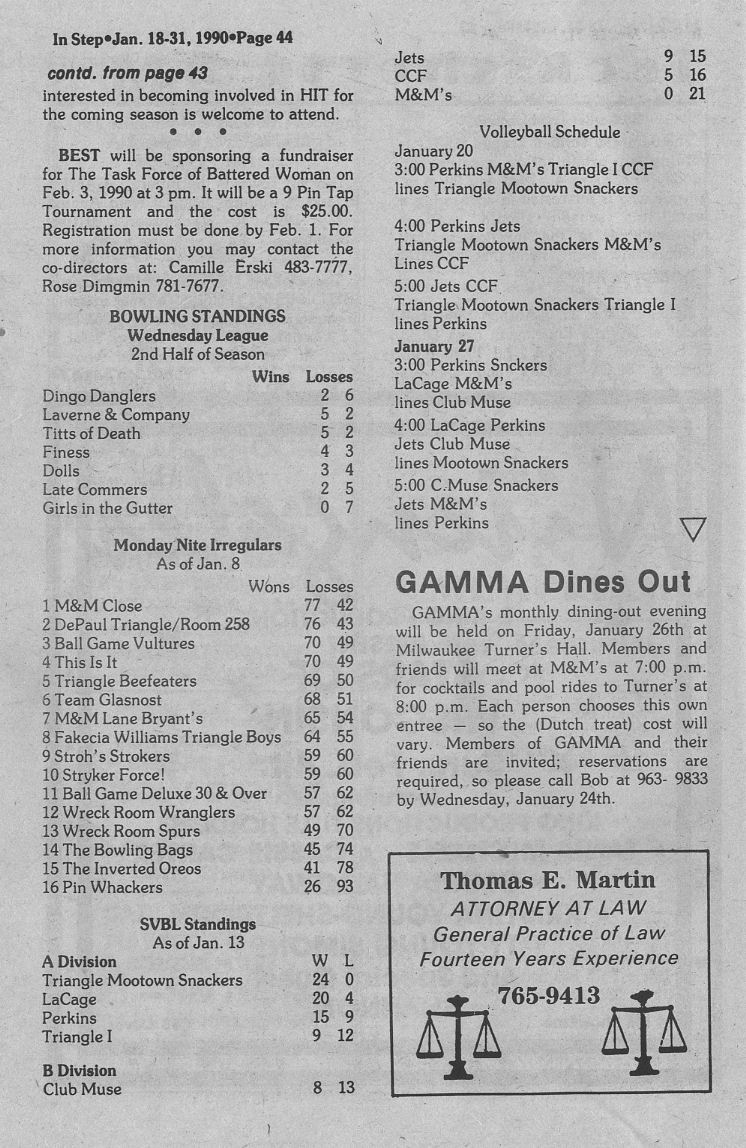 In Step•Jan. 18-31, 1990•Page 44
contd. from page 43
interested in becoming involved in HIT for
the coming season is welcome to attend.
• • •
BEST will be sponsoring a fundraiser
for The Task Force of Battered Woman on
Feb. 3, 1990 at 3 pm. It will be a 9 Pin Tap
Tournament and the cost is $25.00.
Registration must be done by Feb. 1. For
more information you may contact the
co-directors at: Camille Erski 483-7777,
Rose Dimgmin 781-7677.
BOWLING STANDINGS
Wednesday League
2nd Half of Season
Wins Losses
Dingo Danglers 2 6
Laverne & Company 5 2
Titts of Death 5 2
Finess 4 3
Dolls 3 4
Late Commers 2 5
Girls in the Gutter 0 7
Monday Nite Irregulars
As of Jan. 8
Wons Losses
1 M&M Close 77 42
2 DePaul Triangle/Room 258 76 43
3 Ball Game Vultures 70 49
4 This Is It 70 49
5 Triangle Beefeaters 69 50
6 Team Glasnost 68 51
7 M&M Lane Bryant's 65 54
8 Fakecia Williams Triangle Boys 64 55
9 Stroh's Strokers 59 60
10 Stryker Force! 59 60
11 Ball Game Deluxe 30 & Over 57 62
12 Wreck Room Wranglers 57 62
13 Wreck Room Spurs 49 70
14 The Bowling Bags 45 74
15 The Inverted Oreos 41 78
16 Pin Whackers 26 93
SVBL Standings
As of Jan. 13
A Division W L
Triangle Mootown Snackers 24 0
LaCage 20 4
Perkins 15 9
Triangle I 9 12
B Division
Club Muse 8 13
Jets 9 15
CCF 5 16
M&M's 0 21
Volleyball Schedule
January 20
3:00 Perkins M&M's Triangle I CCF
lines Triangle Mootown Snackers
4:00 Perkins Jets
Triangle Mootown Snackers M&M's
Lines CCF
5:00 Jets CCF
Triangle Mootown Snackers Triangle I
lines Perkins
January 27
3:00 Perkins Snckers
LaCage M&M's
lines Club Muse
4:00 LaCage Perkins
Jets Club Muse
lines Mootown Snackers
5:00 C.Muse Snackers
Jets M&M's
lines Perkins
GAMMA Dines Out
GAMMA's monthly dining-out evening
will be held on Friday, January 26th at
Milwaukee Turner's Hall. Members and
friends will meet at M&M's at 7:00 p.m.
for cocktails and pool rides to Turner's at
8:00 p.m. Each person chooses this own
entree — so the (Dutch treat) cost will
vary. Members of GAMMA and their
friends are invited; reservations are
required, so please call Bob at 963- 9833
by Wednesday, January 24th.
Thomas E. Martin
ATTORNEY AT LAW
General Practice of Law
Fourteen Years Experience
765-9413